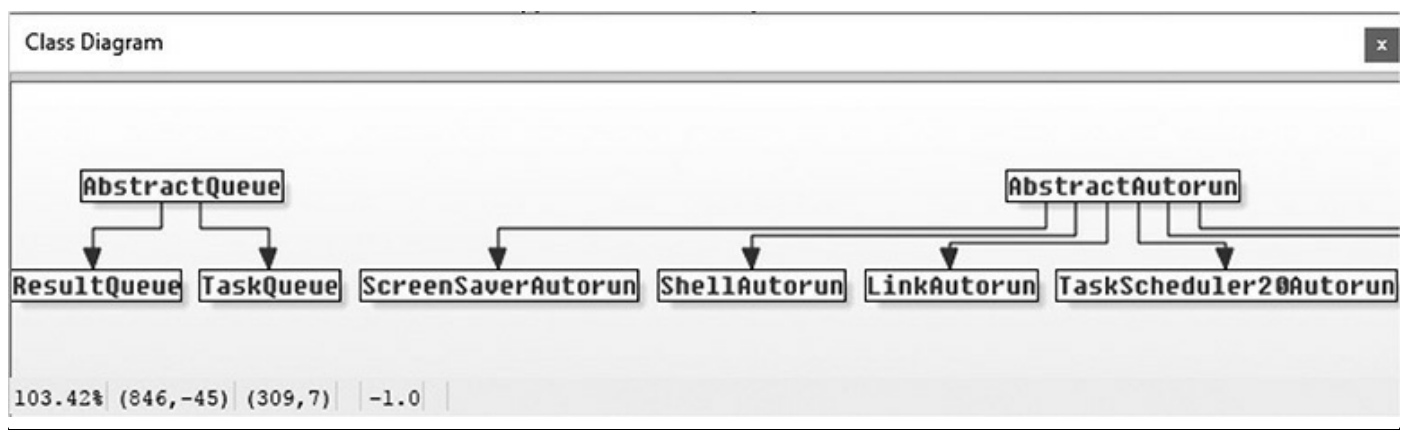 Class Diagram
x
AbstractQueue
AbstractAutorun
ResultQueue
TaskQueue
ScreenSaverAutorun
ShellAutorun
LinkAutorun
TaskScheduler20Autorun
103.42% (846,-45) (309,7) -1.0